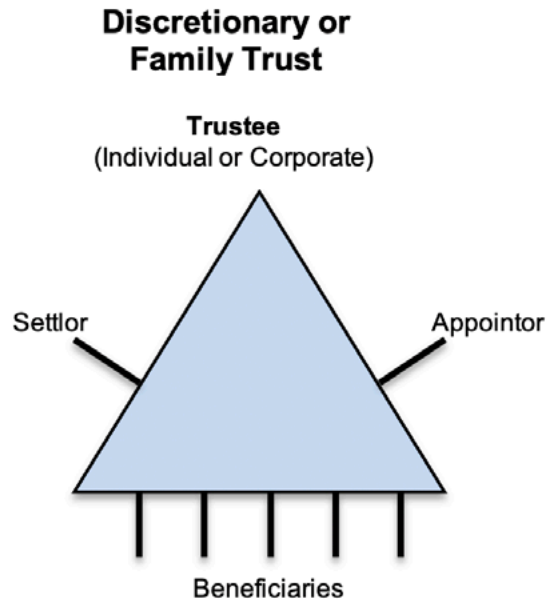 Discretionary or
Family Trust
Trustee
(Individual or Corporate)
Settlor
Appointor
Beneficiaries